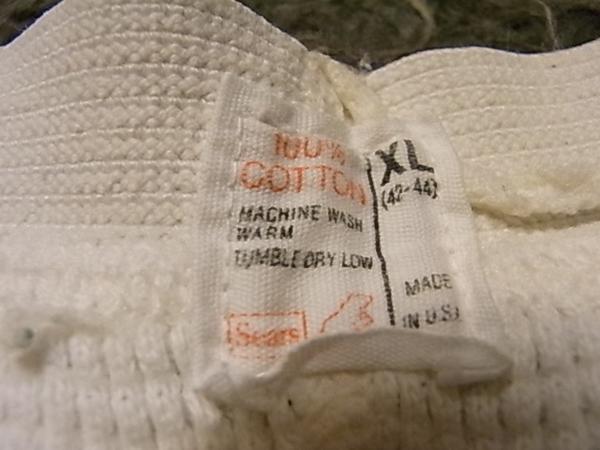 100%
COTTON
MACHINE WASH
WARM
TUMBLE DRY LOW
Sears
XL
(42-44)
MADE
IN U.S.